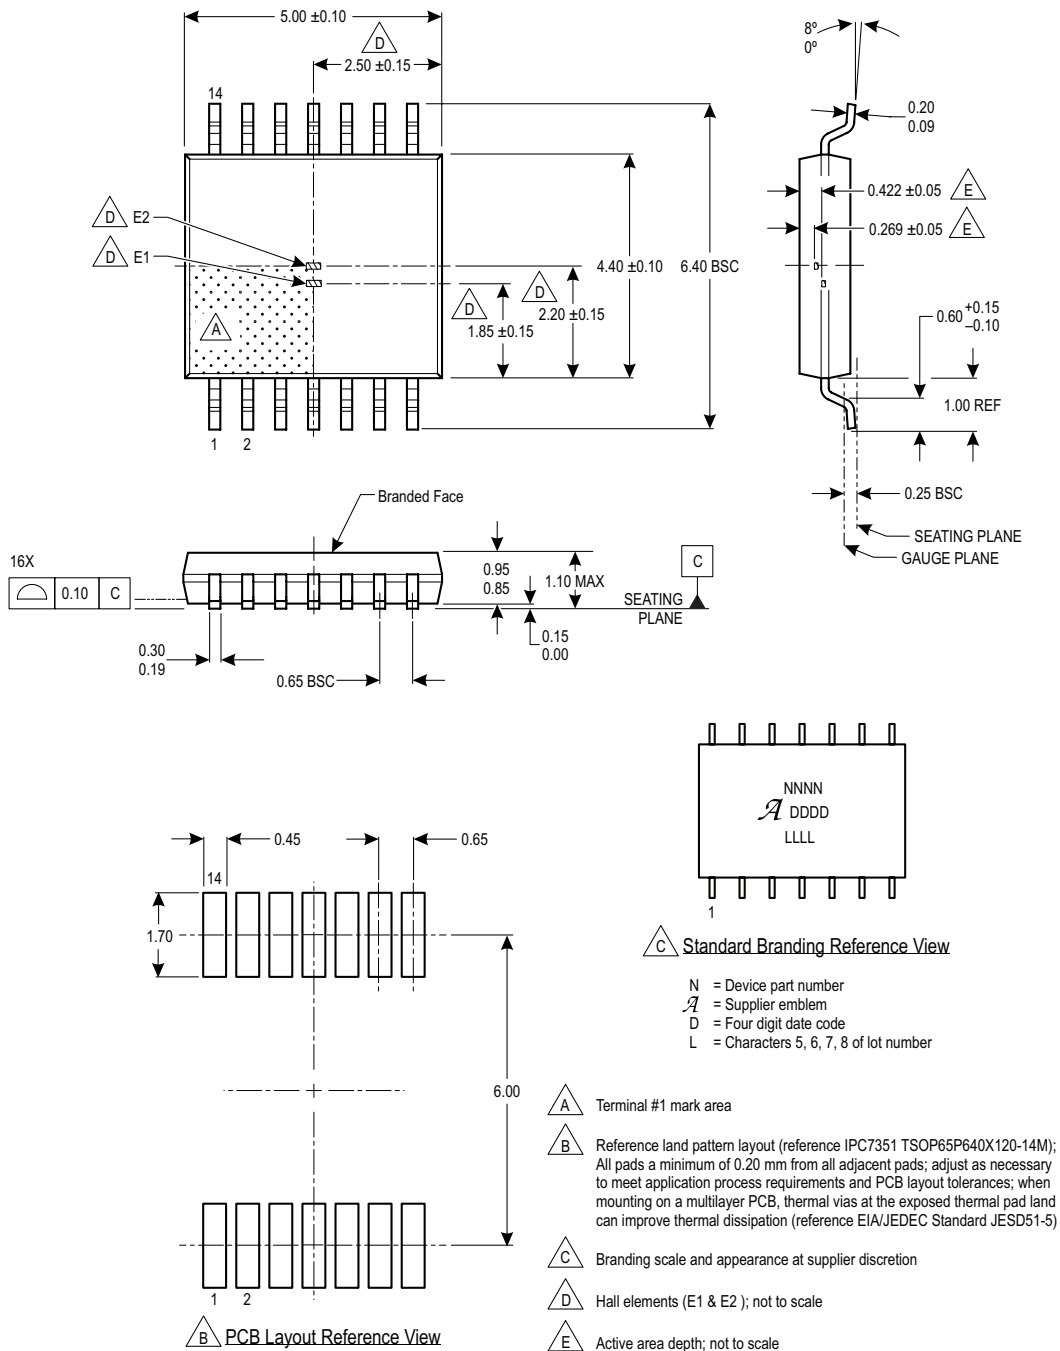 5.00 ±0.10
D
2.50 ±0.15
14
D E2
D E1
A
D
1.85 ±0.15
D
2.20 ±0.15
4.40 ±0.10
6.40 BSC
1 2
8º
0º
0.20
0.09
0.422 ±0.05 E
0.269 ±0.05 E
0.60 +0.15
–0.10
1.00 REF
0.25 BSC
SEATING PLANE
GAUGE PLANE
Branded Face
16X
0.10 C
0.95
0.85
1.10 MAX
C
SEATING
PLANE
0.15
0.00
0.30
0.19
0.65 BSC
NNNN
A DDDD
LLLL
1
C Standard Branding Reference View
N = Device part number
A = Supplier emblem
D = Four digit date code
L = Characters 5, 6, 7, 8 of lot number
0.45
0.65
14
1.70
6.00
1 2
B PCB Layout Reference View
A Terminal #1 mark area
B Reference land pattern layout (reference IPC7351 TSOP65P640X120-14M);
All pads a minimum of 0.20 mm from all adjacent pads; adjust as necessary
to meet application process requirements and PCB layout tolerances; when
mounting on a multilayer PCB, thermal vias at the exposed thermal pad land
can improve thermal dissipation (reference EIA/JEDEC Standard JESD51-5)
C Branding scale and appearance at supplier discretion
D Hall elements (E1 & E2 ); not to scale
E Active area depth; not to scale